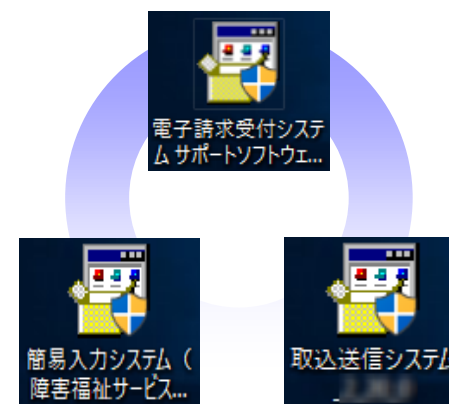 電子請求受付システ
ム サポートソフトウェ...
簡易入力システム（
障害福祉サービス...
取込送信システム